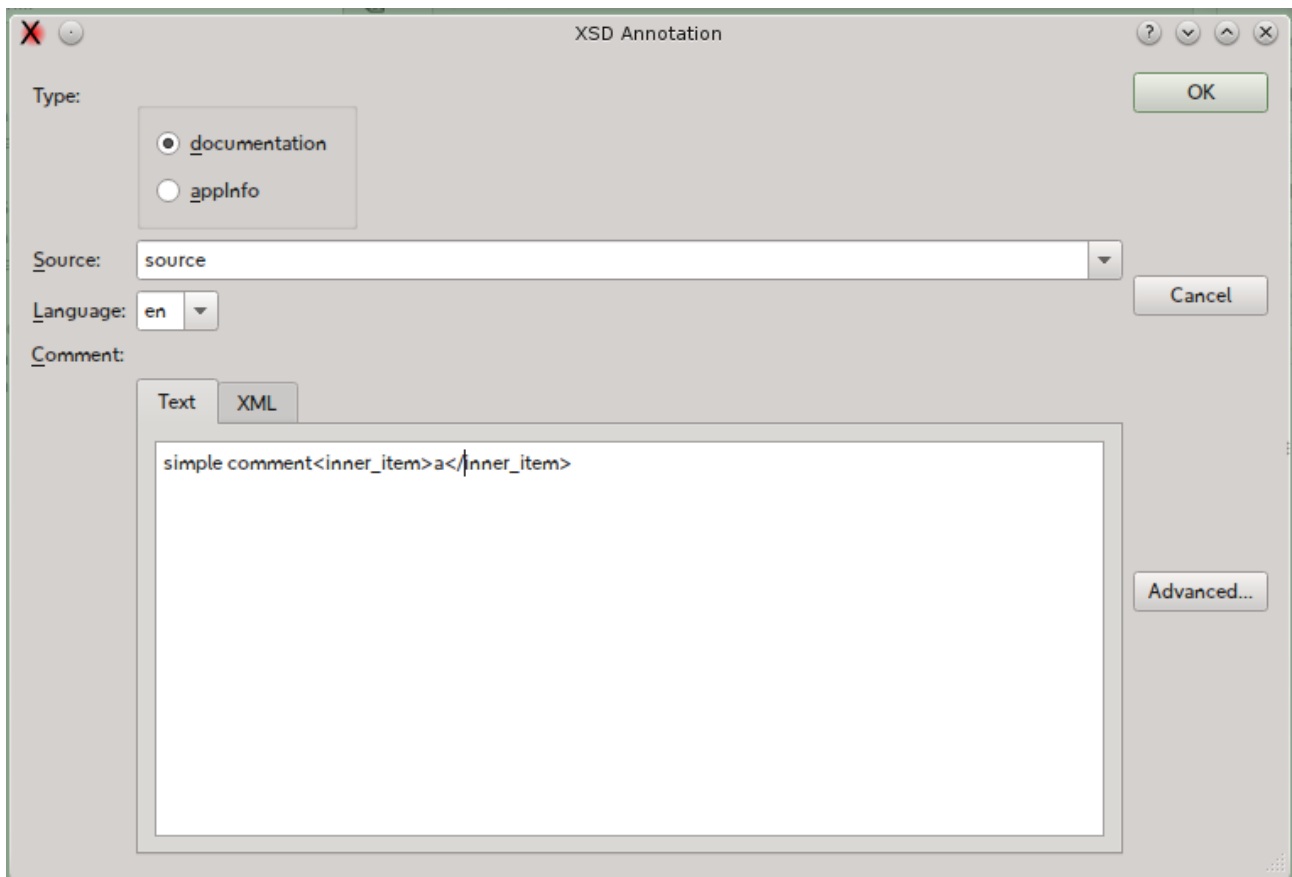 XSD Annotation
Type:
OK
documentation
appInfo
Source: source
Language: en
Cancel
Comment:
Text XML
simple comment<inner_item>a</inner_item>
Advanced...